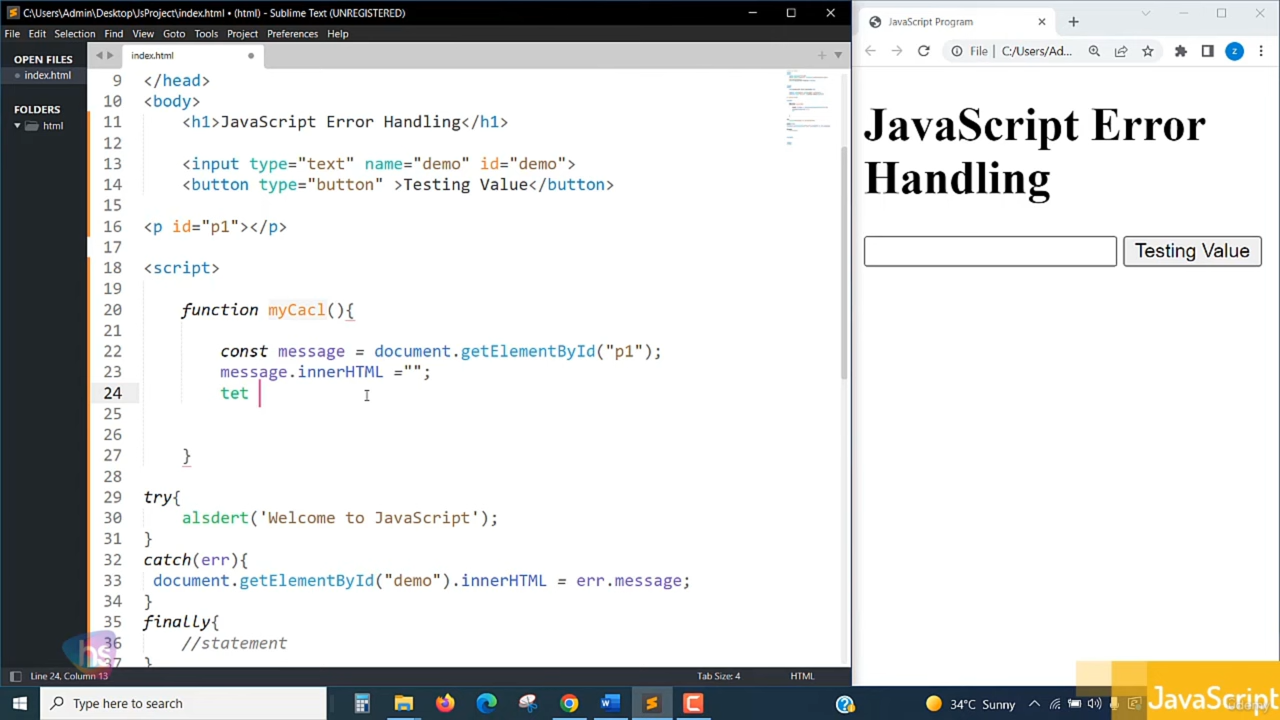 C:\Users\Admin\Desktop\JsProject\index.html • (html) - Sublime Text (UNREGISTERED)
File Edit Selection Find View Goto Tools Project Preferences Help
OPEN FILES
index.html
FOLDERS
html
index.html
9 </head>
10 <body>
11 <h1>JavaScript Error Handling</h1>
12
13 <input type="text" name="demo" id="demo">
14 <button type="button" >Testing Value</button>
15
16 <p id="p1"></p>
17
18 <script>
19
20 function myCacl(){
21
22 const message = document.getElementById("p1");
23 message.innerHTML ="";
24 tet
25
26
27 }
28
29 try{
30 alsdert('Welcome to JavaScript');
31 }
32 catch(err){
33 document.getElementById("demo").innerHTML = err.message;
34 }
35 finally{
36 //statement
37 }
Line 24, Column 13
Tab Size: 4
HTML
JavaScript Program
File
C:/Users/Ad...
z
JavaScript Error
Handling
Testing Value
hs
JavaScript
Type here to search
34°C Sunny